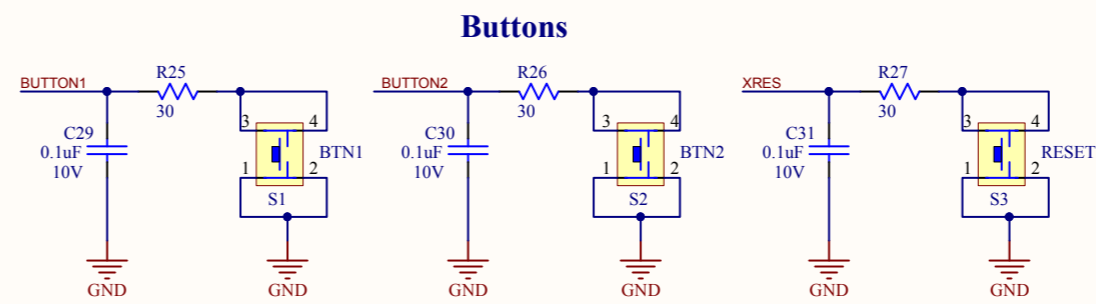 Buttons
BUTTON1
R25
30
C29
0.1uF
10V
3
4
1
2
BTN1
S1
GND
GND
BUTTON2
R26
30
C30
0.1uF
10V
3
4
1
2
BTN2
S2
GND
GND
XRES
R27
30
C31
0.1uF
10V
3
4
1
2
RESET
S3
GND
GND